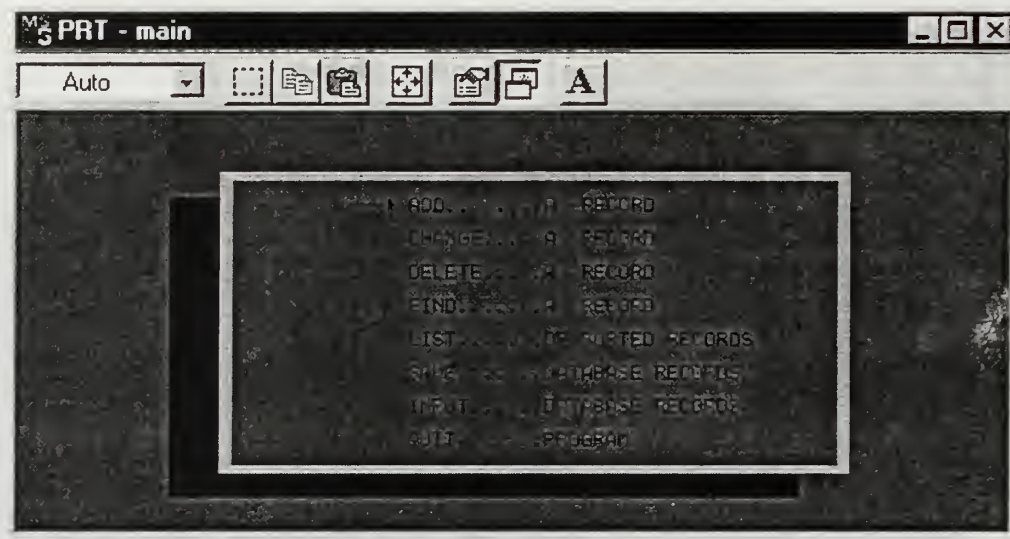 PRT - main
Auto
A
ADD........A RECORD
CHANGE.....A RECORD
DELETE.....A RECORD
FIND.......A RECORD
LIST.......OF SORTED RECORDS
SAVE.......DATABASE RECORDS
INPUT......DATABASE RECORDS
QUIT.......PROGRAM